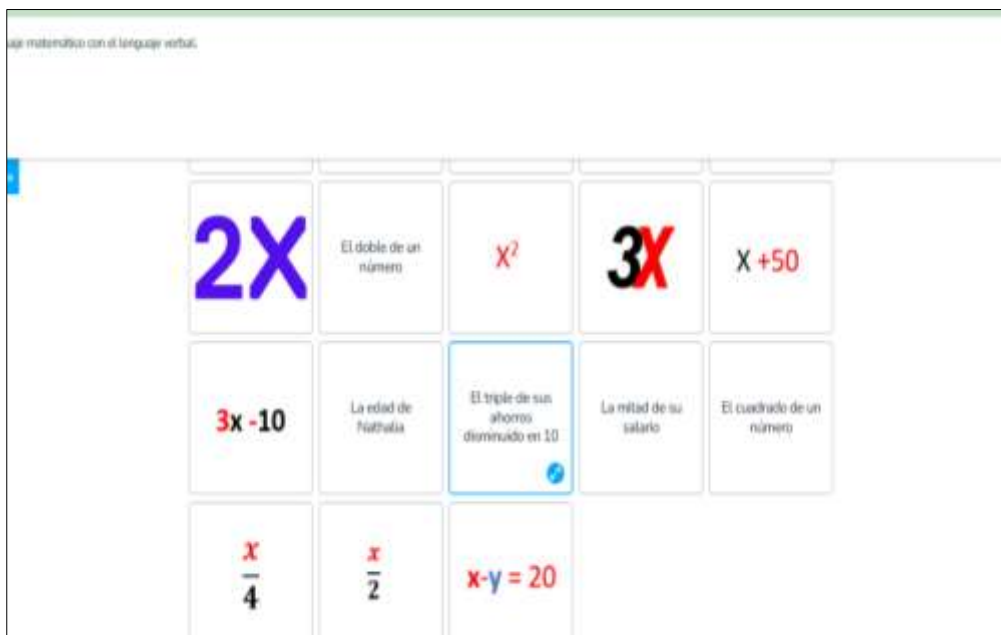 aje matemático con el lenguaje verbal.
2X
El doble de un
número
X²
3X
X +50
3x -10
La edad de
Nathalia
El triple de sus
ahorros
disminuido en 10
La mitad de su
salario
El cuadrado de un
número
x
4
x
2
x-y = 20